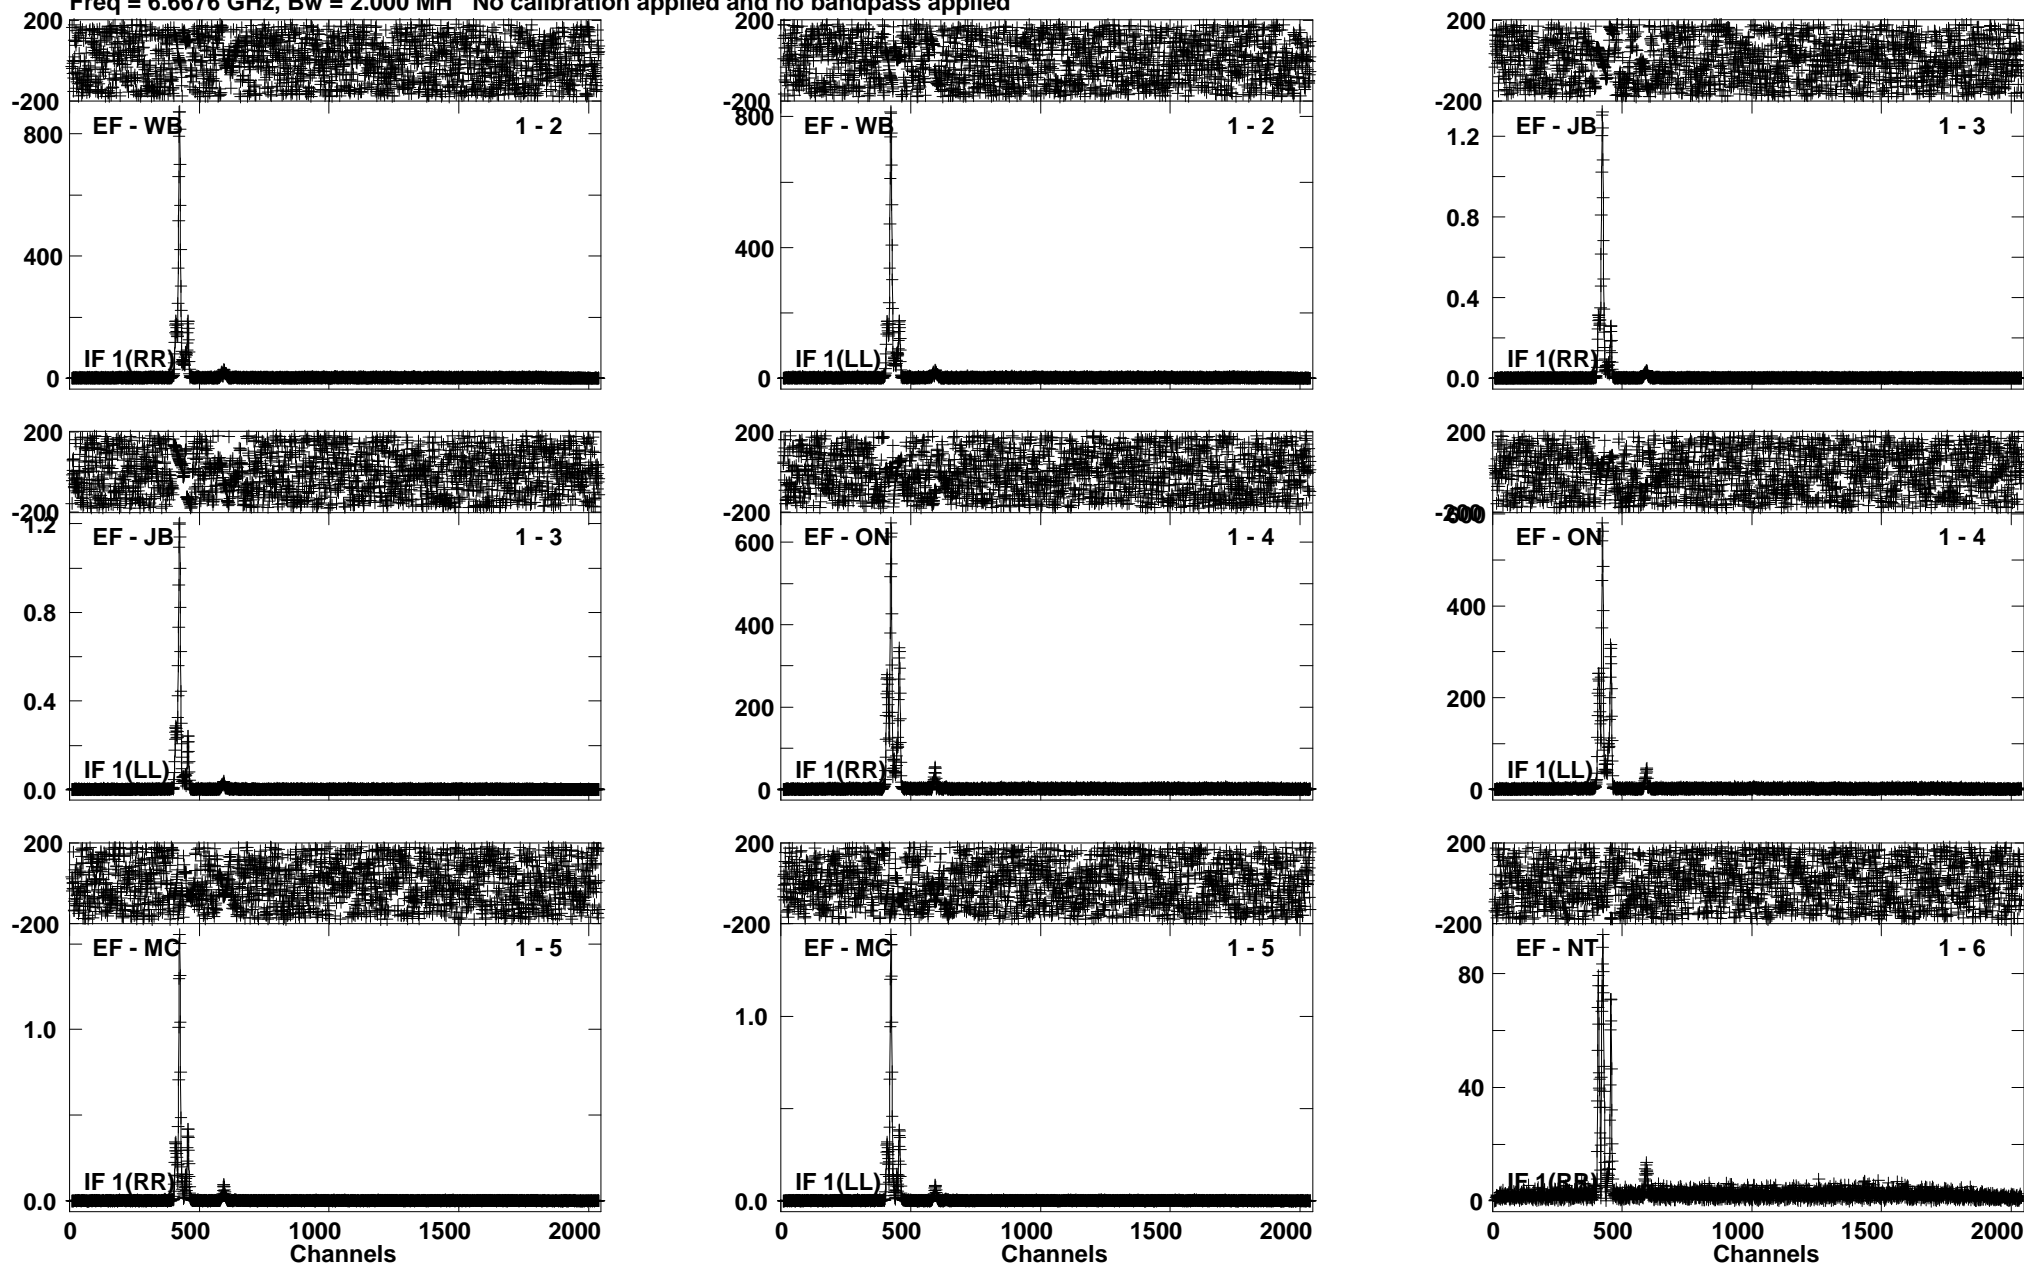 Freq = 6.6676 GHz, Bw = 2.000 MH No calibration applied and no bandpass applied
200 200 200
-200 -200 -200
EF - WB 1 - 2 EF - WB 1 - 2 EF - JB 1 - 3
800 800 1.2
0.8
400 400
0.4
IF 1(RR) IF 1(LL) IF 1(RR)
0 0 0.0
200 200 200
-200 -200 -200
1.2 600
EF - JB 1 - 3 EF - ON 1 - 4 EF - ON 1 - 4
600
0.8 400 400
0.4 200 200
IF 1(LL) IF 1(RR) IF 1(LL)
0.0 0 0
200 200 200
-200 -200 -200
EF - MC 1 - 5 EF - MC 1 - 5 EF - NT 1 - 6
80
1.0 1.0
40
IF 1(RR) IF 1(LL) IF 1(RR)
0.0 0.0 0
0 500 1000 1500 2000 0 500 1000 1500 2000 0 500 1000 1500 2000
Channels Channels Channels